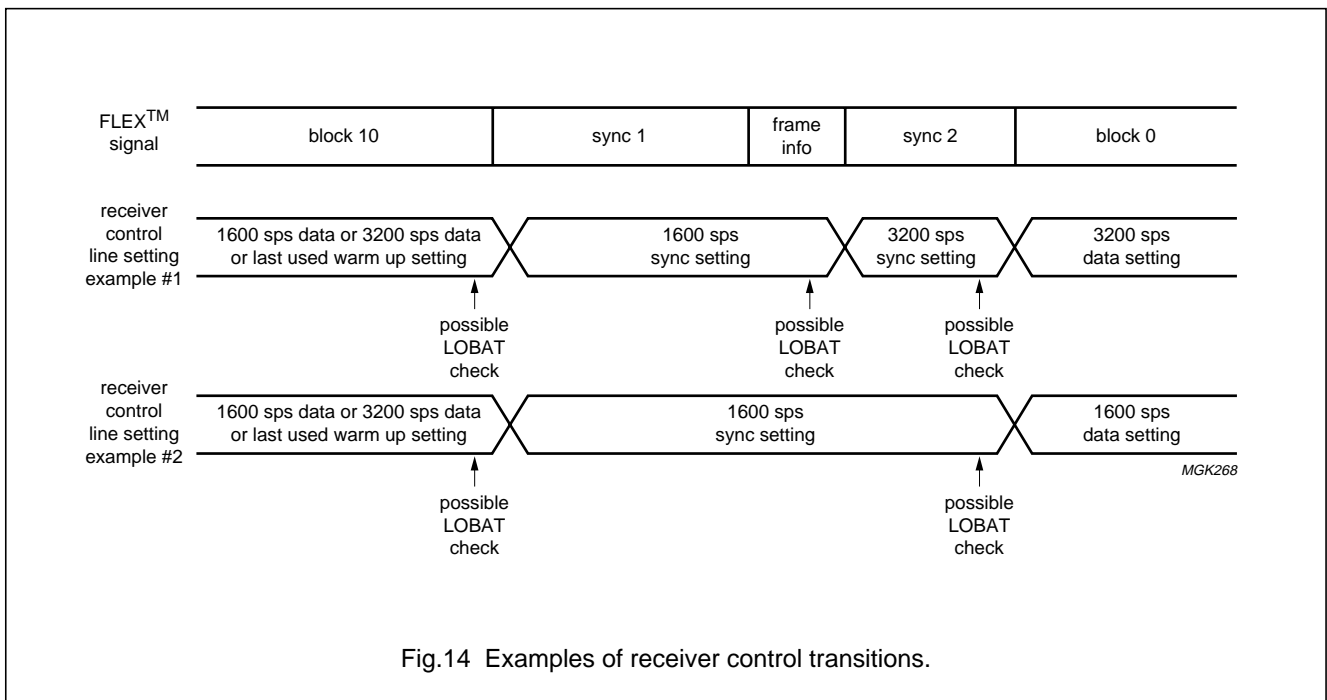 FLEX™
signal
block 10
sync 1
frame
info
sync 2
block 0
receiver
control
line setting
example #1
1600 sps data or 3200 sps data
or last used warm up setting
1600 sps
sync setting
3200 sps
sync setting
3200 sps
data setting
possible
LOBAT
check
possible
LOBAT
check
possible
LOBAT
check
receiver
control
line setting
example #2
1600 sps data or 3200 sps data
or last used warm up setting
1600 sps
sync setting
1600 sps
data setting
MGK268
possible
LOBAT
check
possible
LOBAT
check
Fig.14 Examples of receiver control transitions.